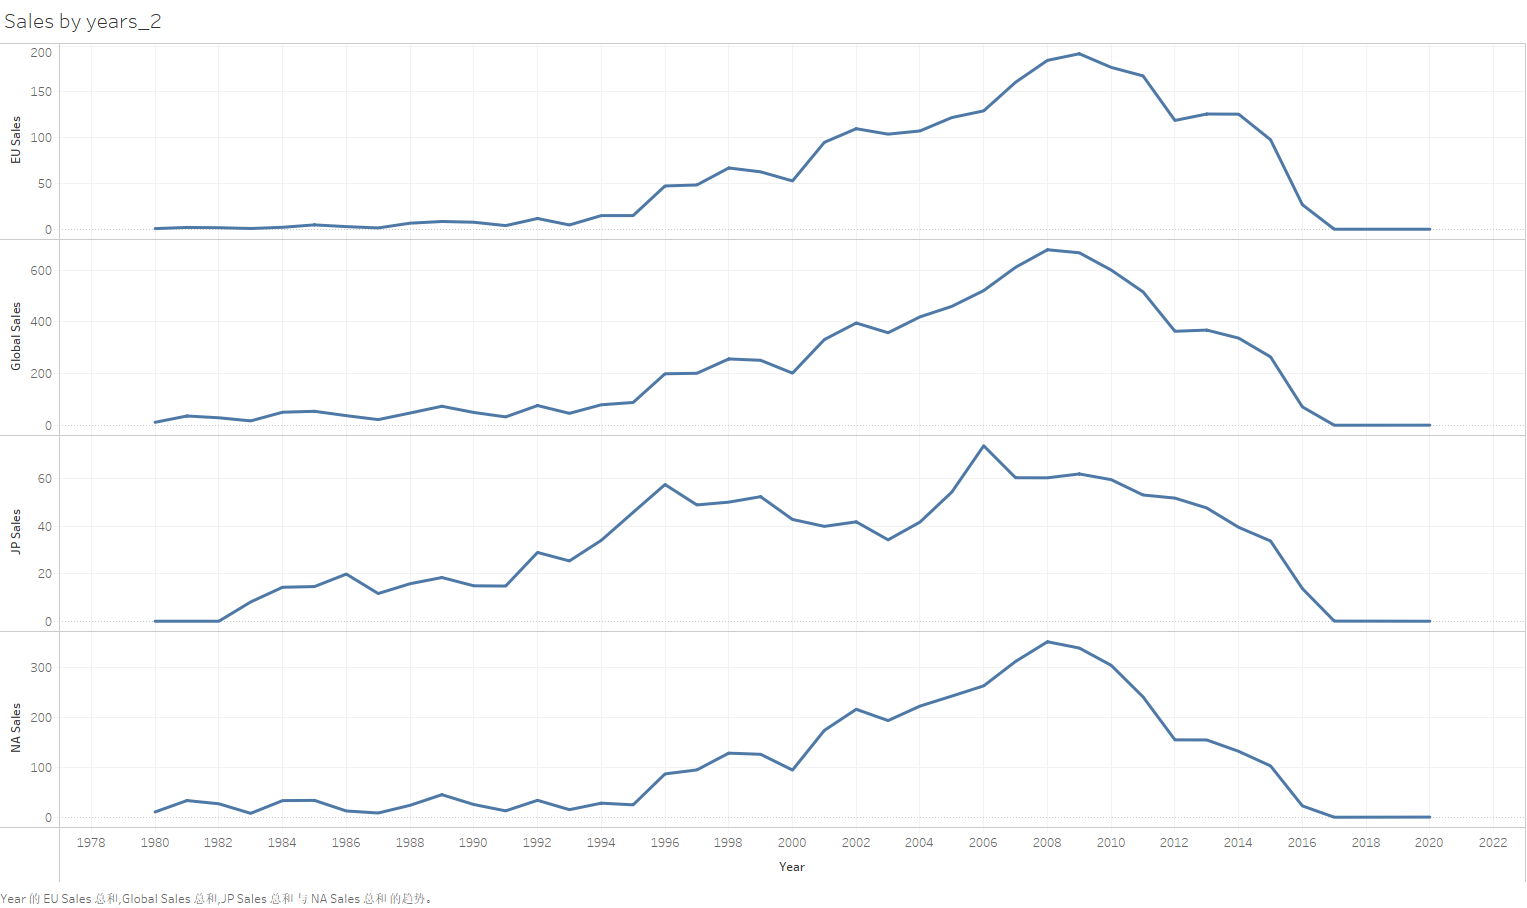 Sales by years_2
EU Sales
200
150
100
50
0
Global Sales
600
400
200
0
JP Sales
60
40
20
0
NA Sales
300
200
100
0
1978 1980 1982 1984 1986 1988 1990 1992 1994 1996 1998 2000 2002 2004 2006 2008 2010 2012 2014 2016 2018 2020 2022
Year
Year 的 EU Sales 总和,Global Sales 总和,JP Sales 总和 与 NA Sales 总和 的趋势。